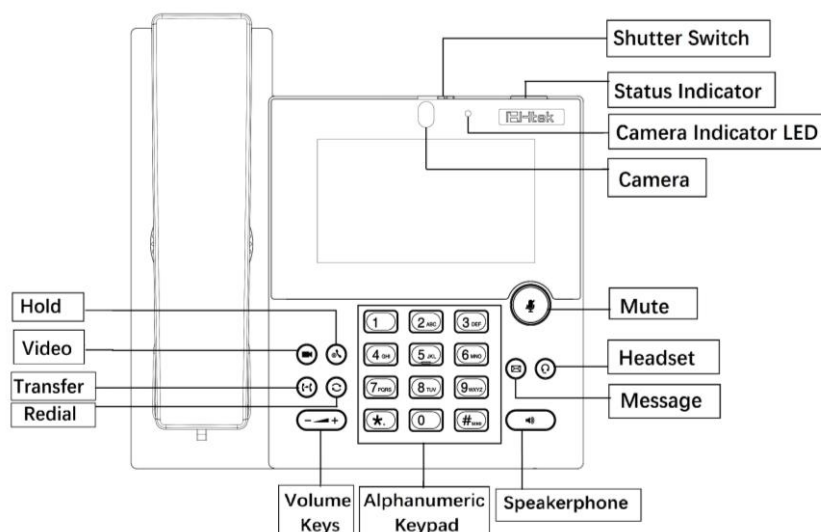 Shutter Switch
Status Indicator
Htek
Camera Indicator LED
Camera
Hold
Mute
Video
Headset
Transfer
Message
Redial
1
2 ABC
3 DEF
4 GHI
5 JKL
6 MNO
7 PQRS
8 TUV
9 WXYZ
*.
0
#
- +
Volume
Keys
Alphanumeric
Keypad
Speakerphone